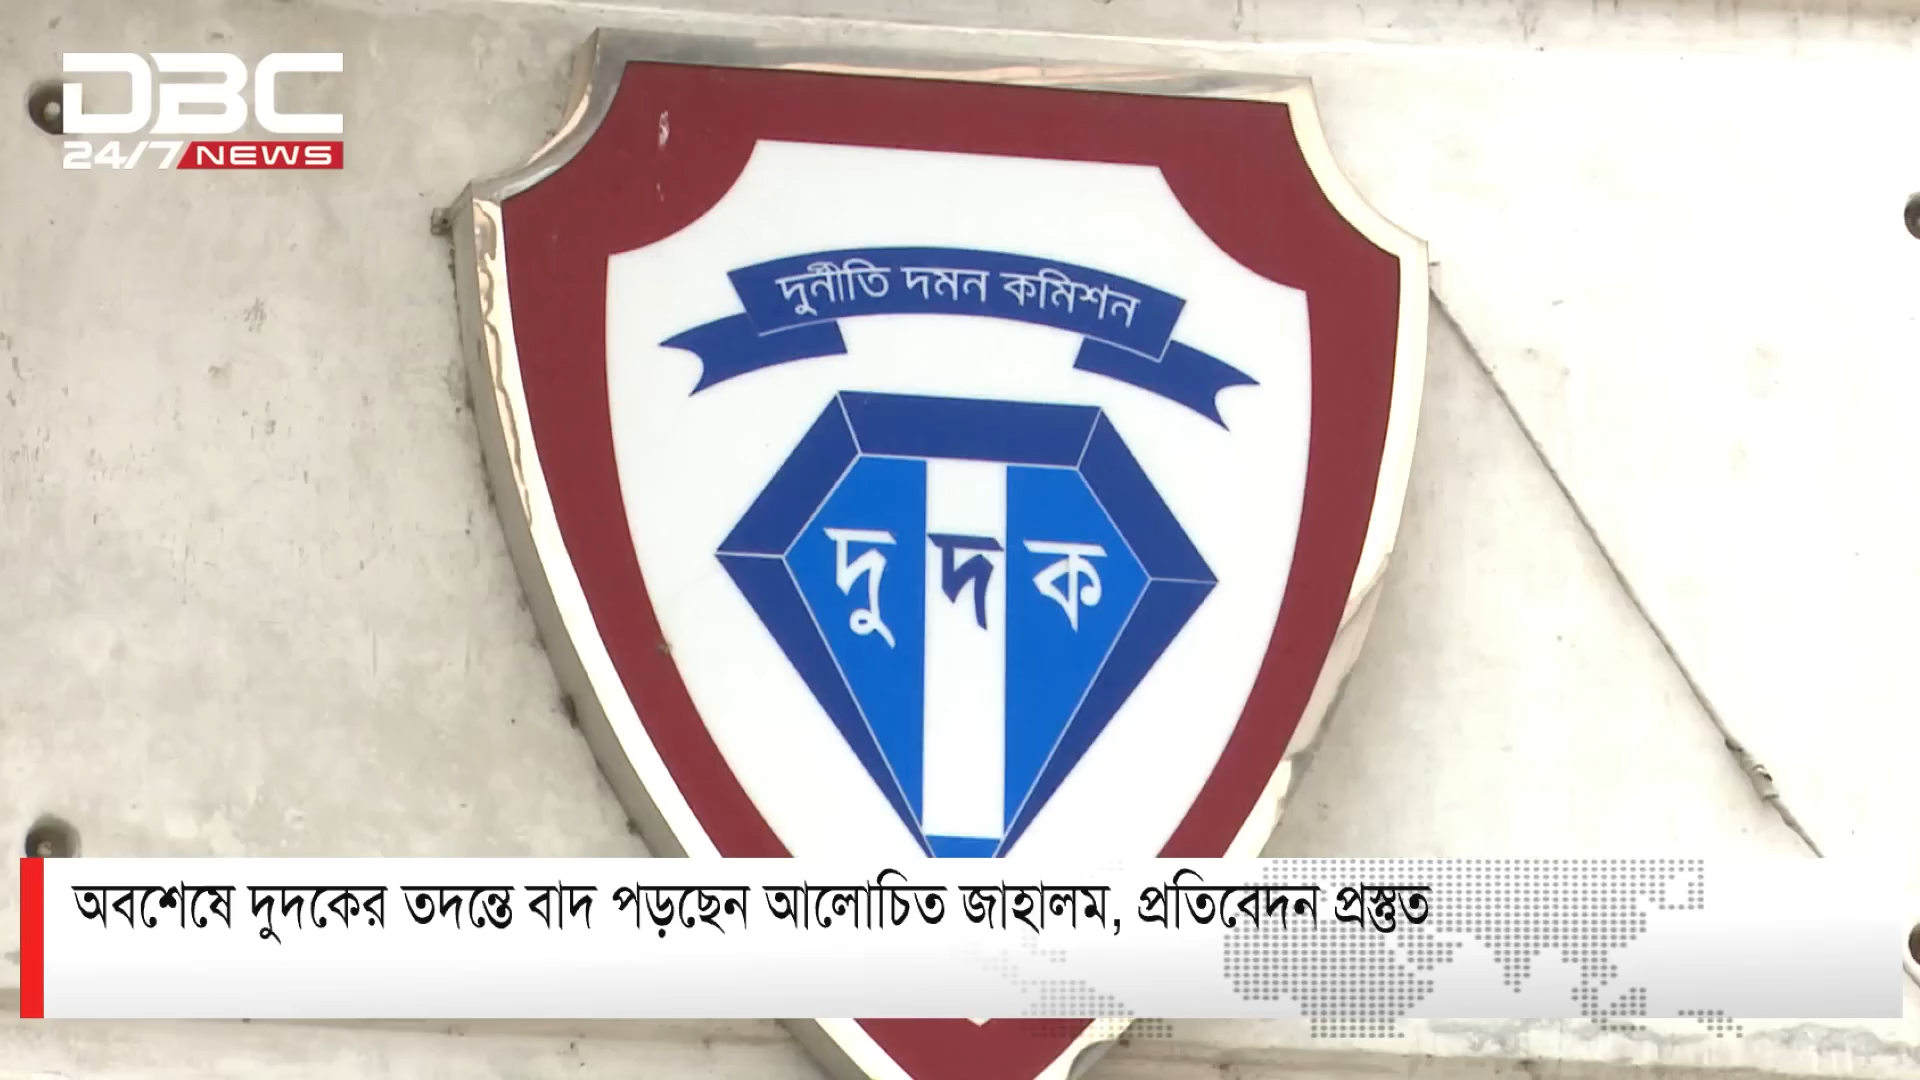 DBC
24/7 NEWS
দুর্নীতি দমন কমিশন
দুদক
অবশেষে দুদকের তদন্তে বাদ পড়ছেন আলোচিত জাহালম, প্রতিবেদন প্রস্তুত